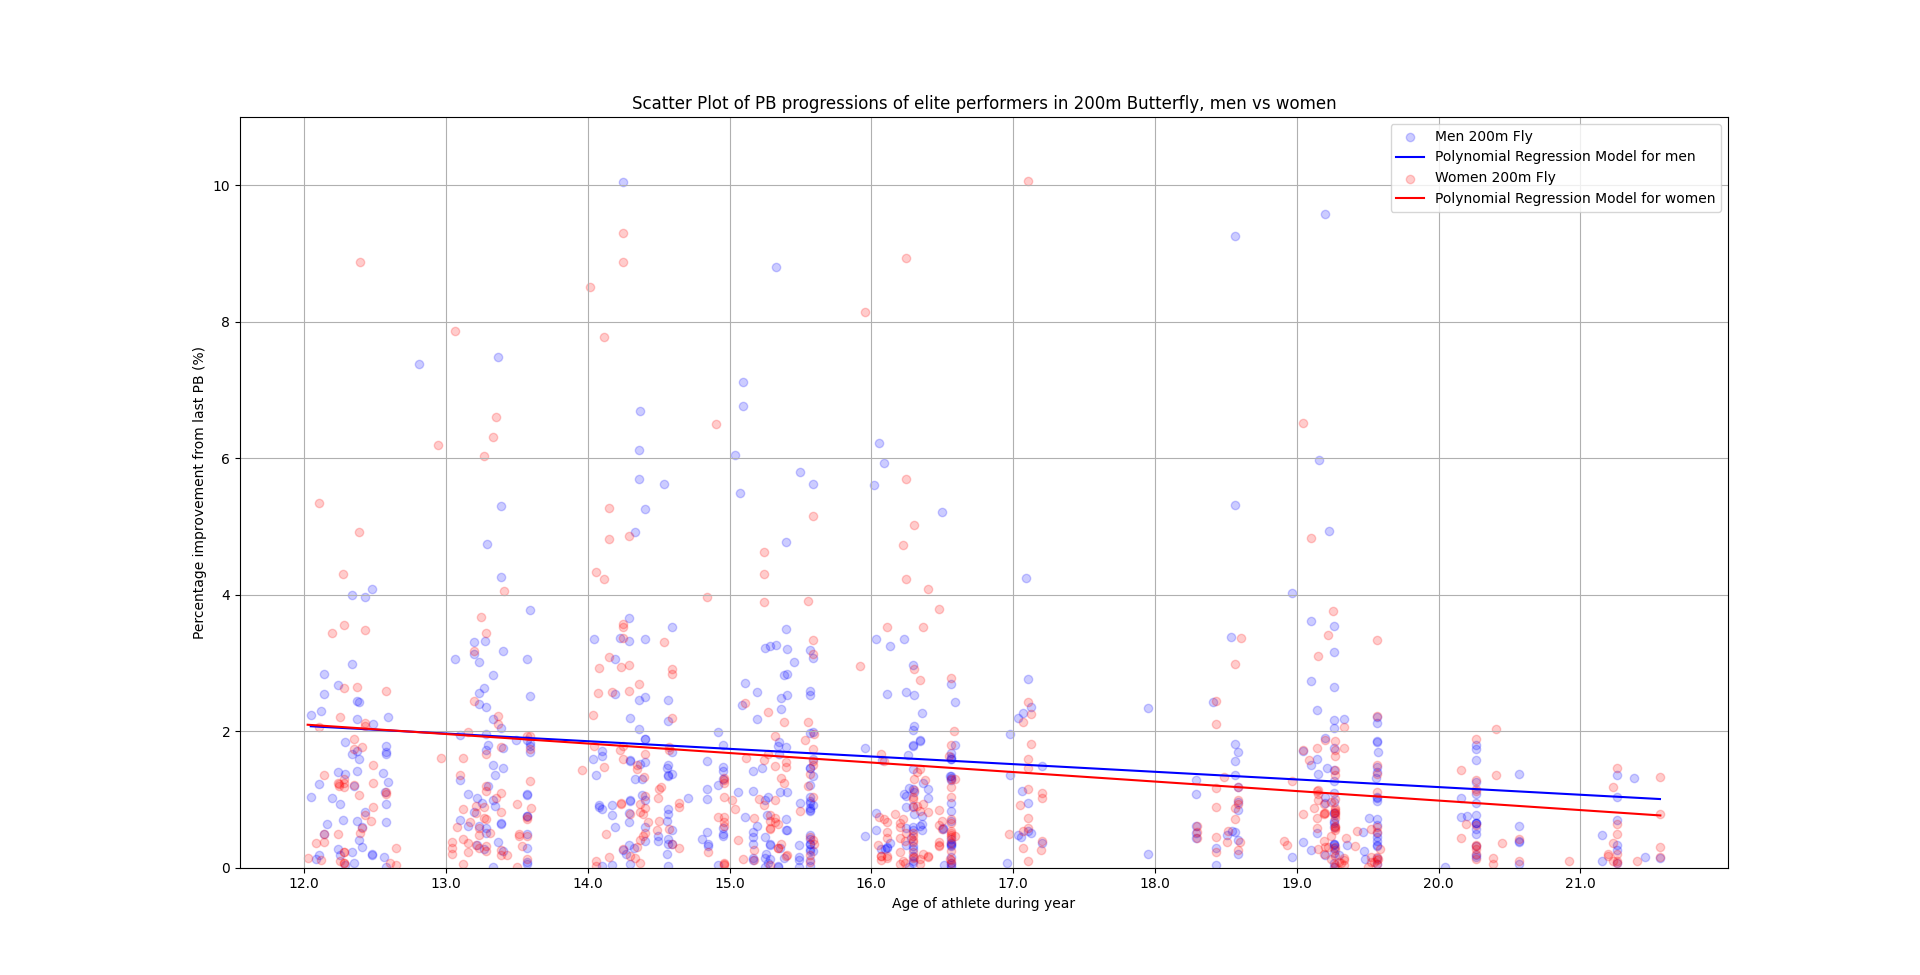 Scatter Plot of PB progressions of elite performers in 200m Butterfly, men vs women
Men 200m Fly
Polynomial Regression Model for men
Women 200m Fly
Polynomial Regression Model for women
Percentage improvement from last PB (%)
10
8
6
4
2
0
12.0 13.0 14.0 15.0 16.0 17.0 18.0 19.0 20.0 21.0
Age of athlete during year